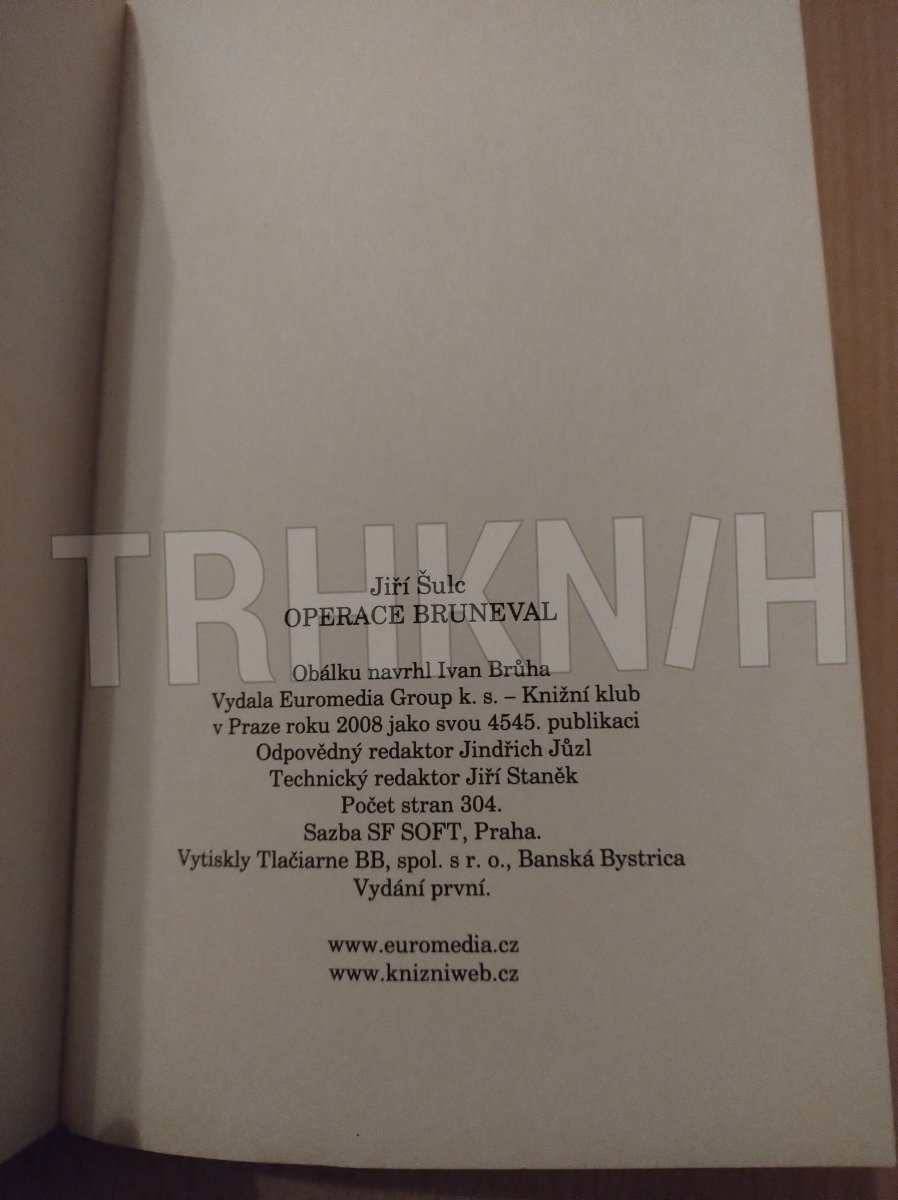 TRHKNIH
Jiří Šulc
OPERACE BRUNEVAL
Obálku navrhl Ivan Brůha
Vydala Euromedia Group k. s. – Knižní klub
v Praze roku 2008 jako svou 4545. publikaci
Odpovědný redaktor Jindřich Jůzl
Technický redaktor Jiří Staněk
Počet stran 304.
Sazba SF SOFT, Praha.
Vytiskly Tlačiarne BB, spol. s r. o., Banská Bystrica
Vydání první.
www.euromedia.cz
www.knizniweb.cz